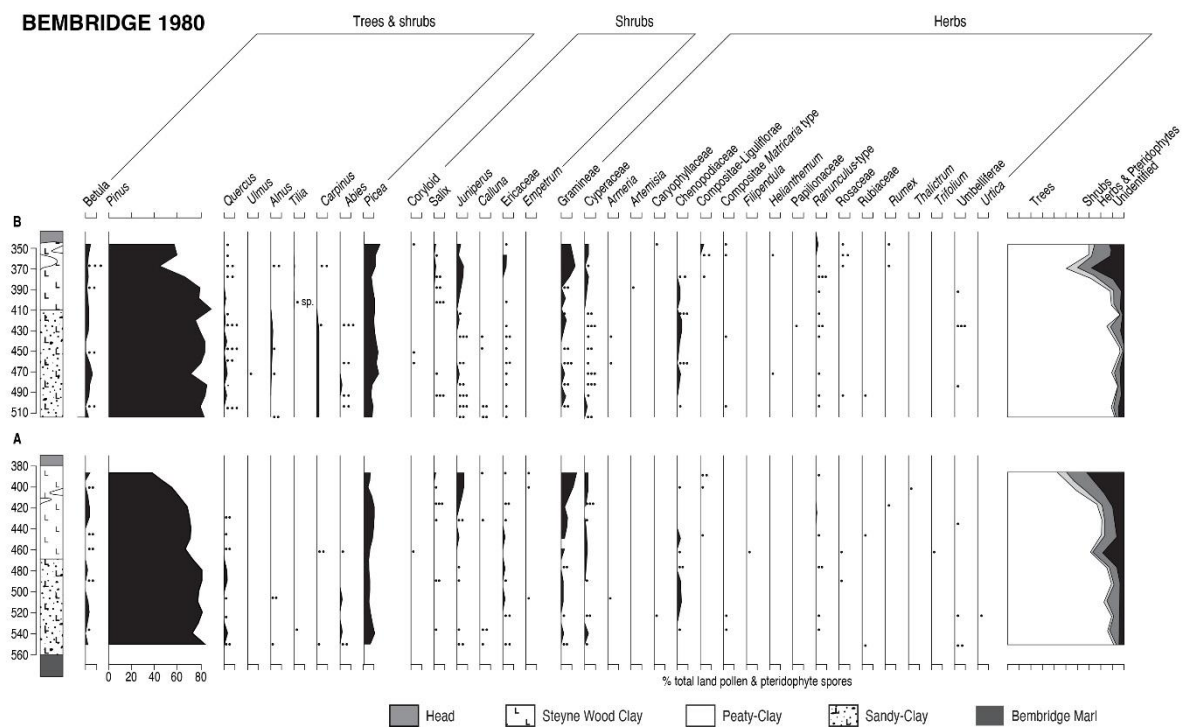 BEMBRIDGE 1980
Trees & shrubs
Shrubs
Herbs
Betula
Pinus
Quercus
Ulmus
Alnus
Tilia
Carpinus
Abies
Picea
Coryloid
Salix
Juniperus
Calluna
Ericaceae
Empetrum
Gramineae
Cyperaceae
Armeria
Artemisia
Caryophyllaceae
Chenopodiaceae
Compositae-Liguliflorae
Compositae Matricaria type
Filipendula
Helianthemum
Papilionaceae
Ranunculus-type
Rosaceae
Rubiaceae
Rumex
Thalictrum
Trifolium
Umbelliferae
Urtica
Trees
Shrubs
Herbs & Pteridophytes
Unidentified
B
350
370
390
410
430
450
470
490
510
sp.
A
380
400
420
440
460
480
500
520
540
560
0 20 40 60 80
% total land pollen & pteridophyte spores
Head
Steyne Wood Clay
Peaty-Clay
Sandy-Clay
Bembridge Marl